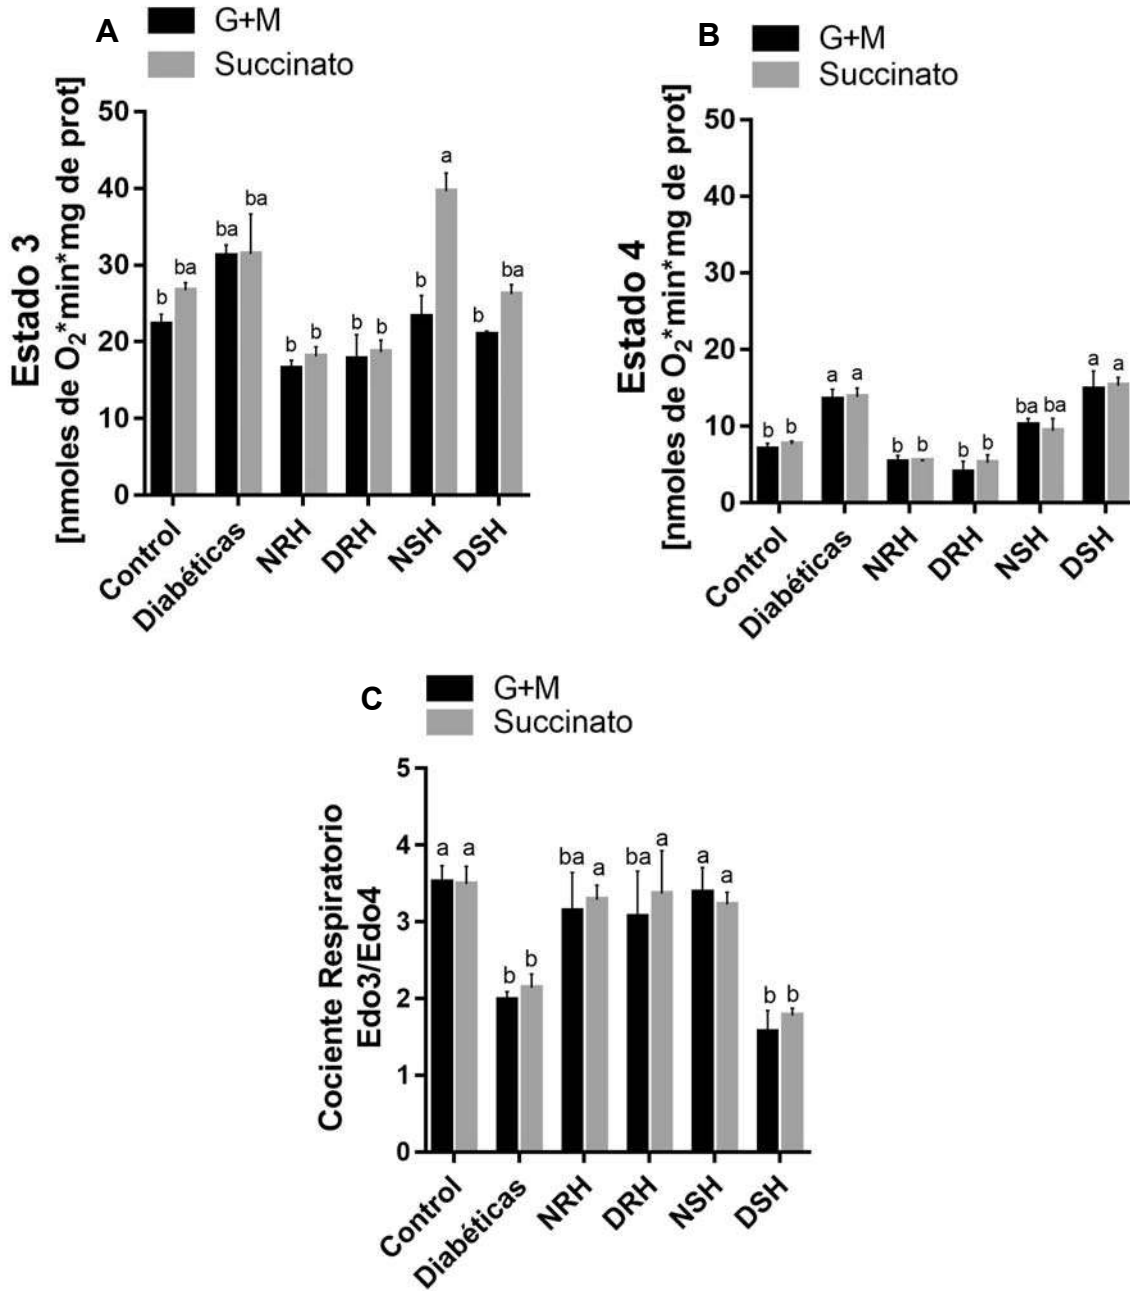 A
G+M
Succinato
Estado 3
[nmoles de O2*min*mg de prot]
50
40
30
20
10
0
b
ba
ba
ba
b
b
b
b
b
a
b
ba
Control
Diabéticas
NRH
DRH
NSH
DSH
B
G+M
Succinato
Estado 4
[nmoles de O2*min*mg de prot]
50
40
30
20
10
0
b
b
a
a
b
b
b
b
ba
ba
a
a
Control
Diabéticas
NRH
DRH
NSH
DSH
C
G+M
Succinato
Cociente Respiratorio
Edo3/Edo4
5
4
3
2
1
0
a
a
b
b
ba
a
ba
a
a
a
b
b
Control
Diabéticas
NRH
DRH
NSH
DSH